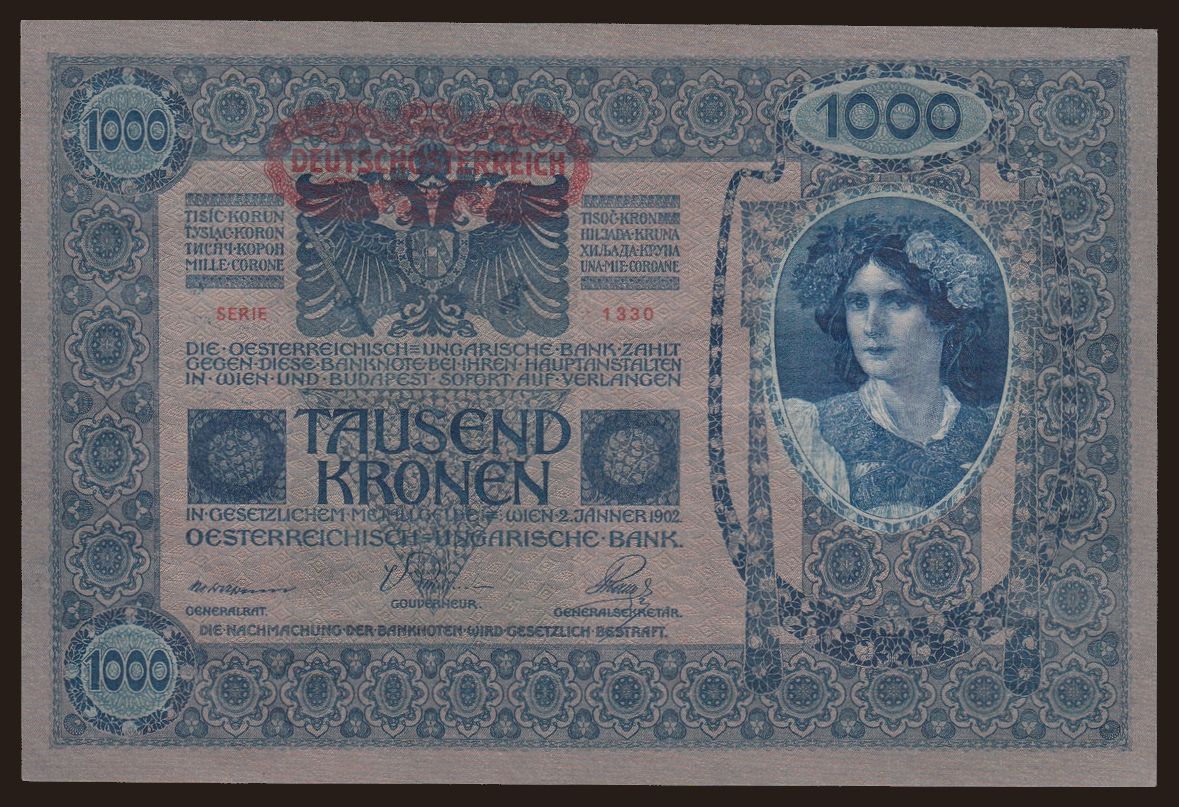 1000
1000
DEUTSCHÖSTERREICH
TISÍC·KORUN
TYSIĄC·KORON
ТИСЯЧ·КОРОН
MILLE·CORONE
TISOČ·KRON
HILJADA·KRUNA
ХИЉАДА·КРУНА
UNA·MIE·COROANE
SERIE 1330
DIE·OESTERREICHISCH=UNGARISCHE·BANK·ZAHLT
GEGEN·DIESE·BANKNOTE·BEI·IHREN·HAUPTANSTALTEN
IN·WIEN·UND·BUDAPEST·SOFORT·AUF·VERLANGEN
TAUSEND
KRONEN
IN·GESETZLICHEM·METALLGELDE=WIEN·2.JÄNNER·1902.
OESTERREICHISCH=UNGARISCHE·BANK.
GENERALRAT.
GOUVERNEUR.
GENERALSEKRETÄR.
DIE·NACHMACHUNG·DER·BANKNOTEN·WIRD·GESETZLICH·BESTRAFT.
1000